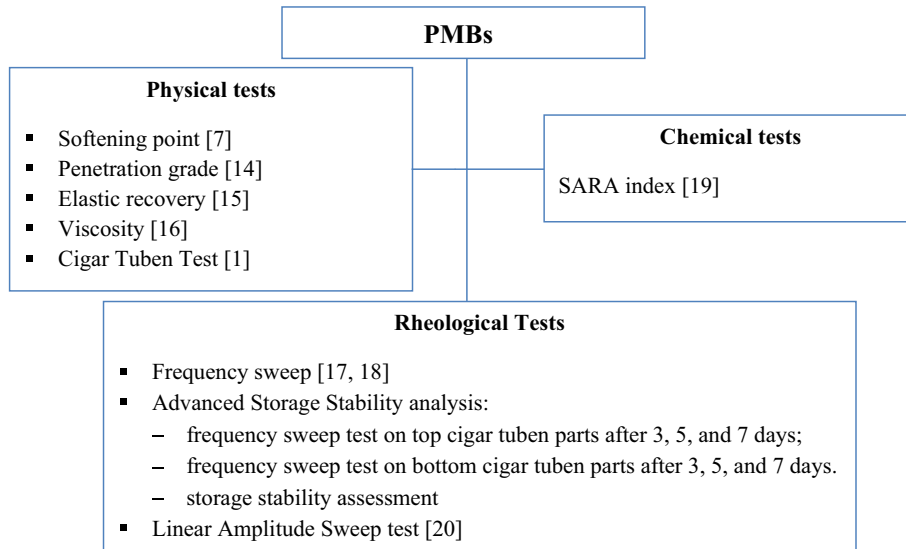 PMBs
Physical tests
▪ Softening point [7]
▪ Penetration grade [14]
▪ Elastic recovery [15]
▪ Viscosity [16]
▪ Cigar Tuben Test [1]
Chemical tests
SARA index [19]
Rheological Tests
▪ Frequency sweep [17, 18]
▪ Advanced Storage Stability analysis:
– frequency sweep test on top cigar tuben parts after 3, 5, and 7 days;
– frequency sweep test on bottom cigar tuben parts after 3, 5, and 7 days.
– storage stability assessment
▪ Linear Amplitude Sweep test [20]